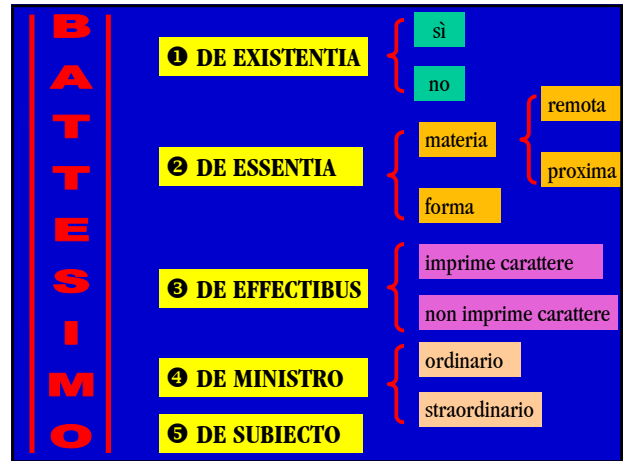 BATTESIMO
❶ DE EXISTENTIA
sì
no
❷ DE ESSENTIA
materia
remota
proxima
forma
❸ DE EFFECTIBUS
imprime carattere
non imprime carattere
❹ DE MINISTRO
ordinario
straordinario
❺ DE SUBIECTO